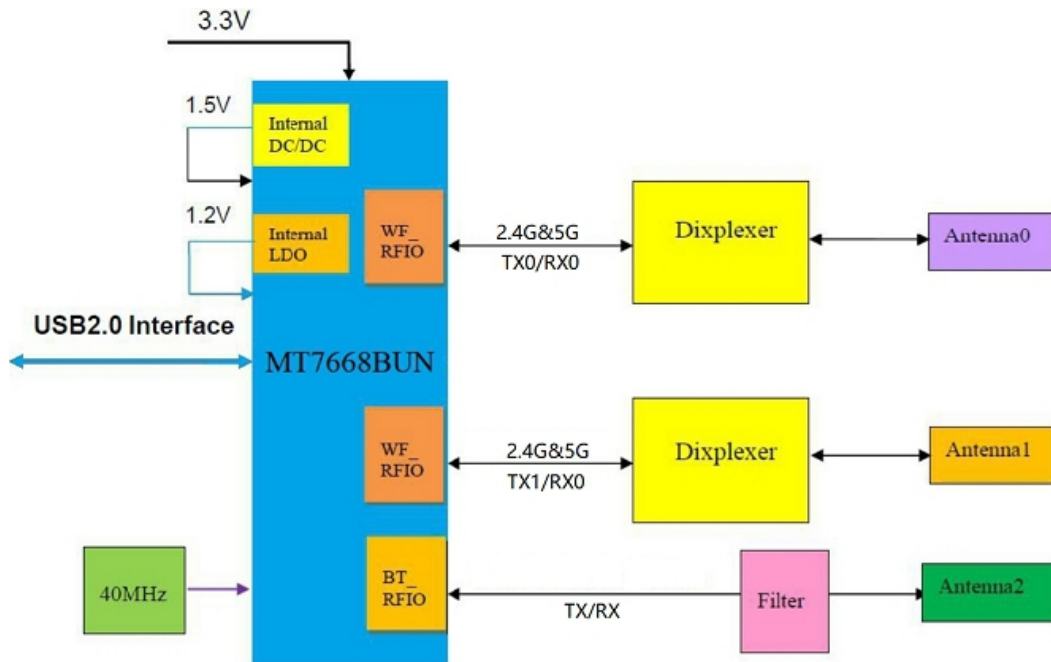 3.3V
1.5V
Internal
DC/DC
1.2V
Internal
LDO
WF_
RFIO
2.4G&5G
TX0/RX0
Dixplexer
Antenna0
USB2.0 Interface
MT7668BUN
WF_
RFIO
2.4G&5G
TX1/RX0
Dixplexer
Antenna1
40MHz
BT_
RFIO
TX/RX
Filter
Antenna2